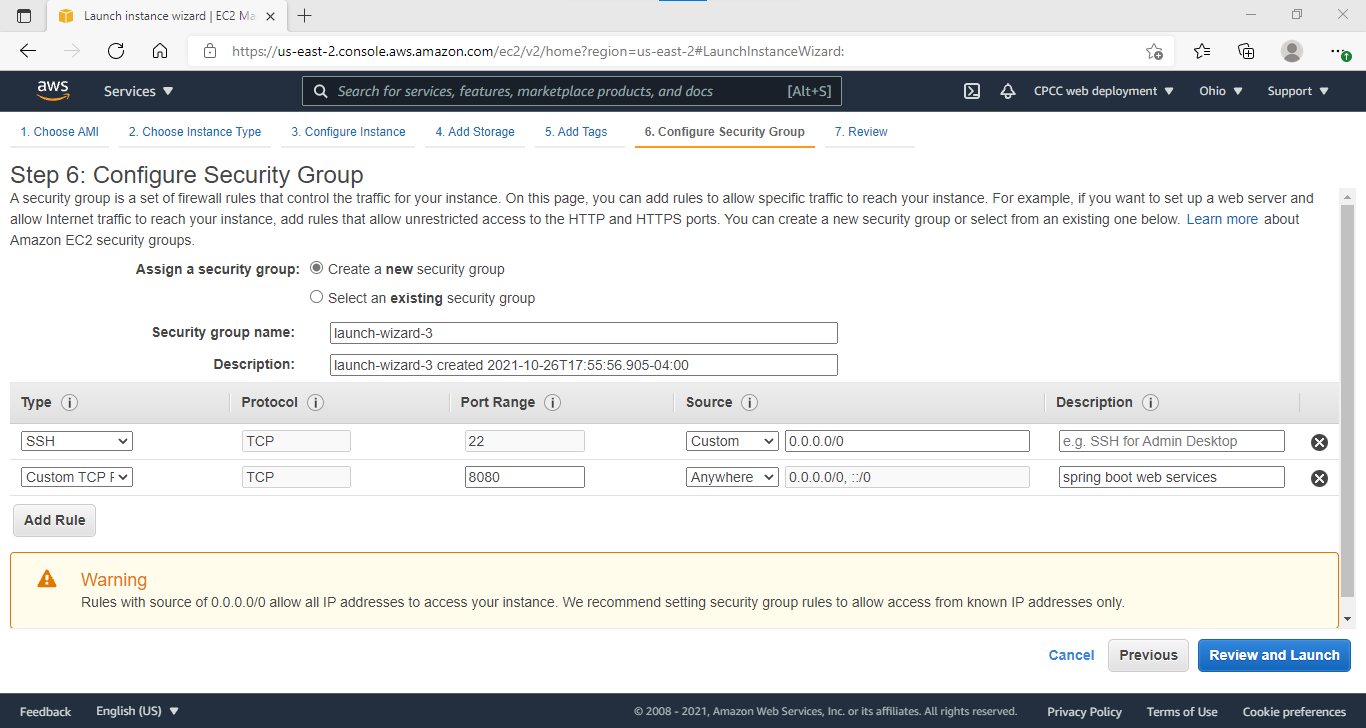 Launch instance wizard | EC2 Ma
https://us-east-2.console.aws.amazon.com/ec2/v2/home?region=us-east-2#LaunchInstanceWizard:
aws Services Search for services, features, marketplace products, and docs [Alt+S] CPCC web deployment Ohio Support
1. Choose AMI 2. Choose Instance Type 3. Configure Instance 4. Add Storage 5. Add Tags 6. Configure Security Group 7. Review
Step 6: Configure Security Group
A security group is a set of firewall rules that control the traffic for your instance. On this page, you can add rules to allow specific traffic to reach your instance. For example, if you want to set up a web server and
allow Internet traffic to reach your instance, add rules that allow unrestricted access to the HTTP and HTTPS ports. You can create a new security group or select from an existing one below. Learn more about
Amazon EC2 security groups.
Assign a security group: Create a new security group
Select an existing security group
Security group name: launch-wizard-3
Description: launch-wizard-3 created 2021-10-26T17:55:56.905-04:00
Type i Protocol i Port Range i Source i Description i
SSH TCP 22 Custom 0.0.0.0/0 e.g. SSH for Admin Desktop
Custom TCP F TCP 8080 Anywhere 0.0.0.0/0, ::/0 spring boot web services
Add Rule
Warning
Rules with source of 0.0.0.0/0 allow all IP addresses to access your instance. We recommend setting security group rules to allow access from known IP addresses only.
Cancel Previous Review and Launch
Feedback English (US) © 2008 - 2021, Amazon Web Services, Inc. or its affiliates. All rights reserved. Privacy Policy Terms of Use Cookie preferences